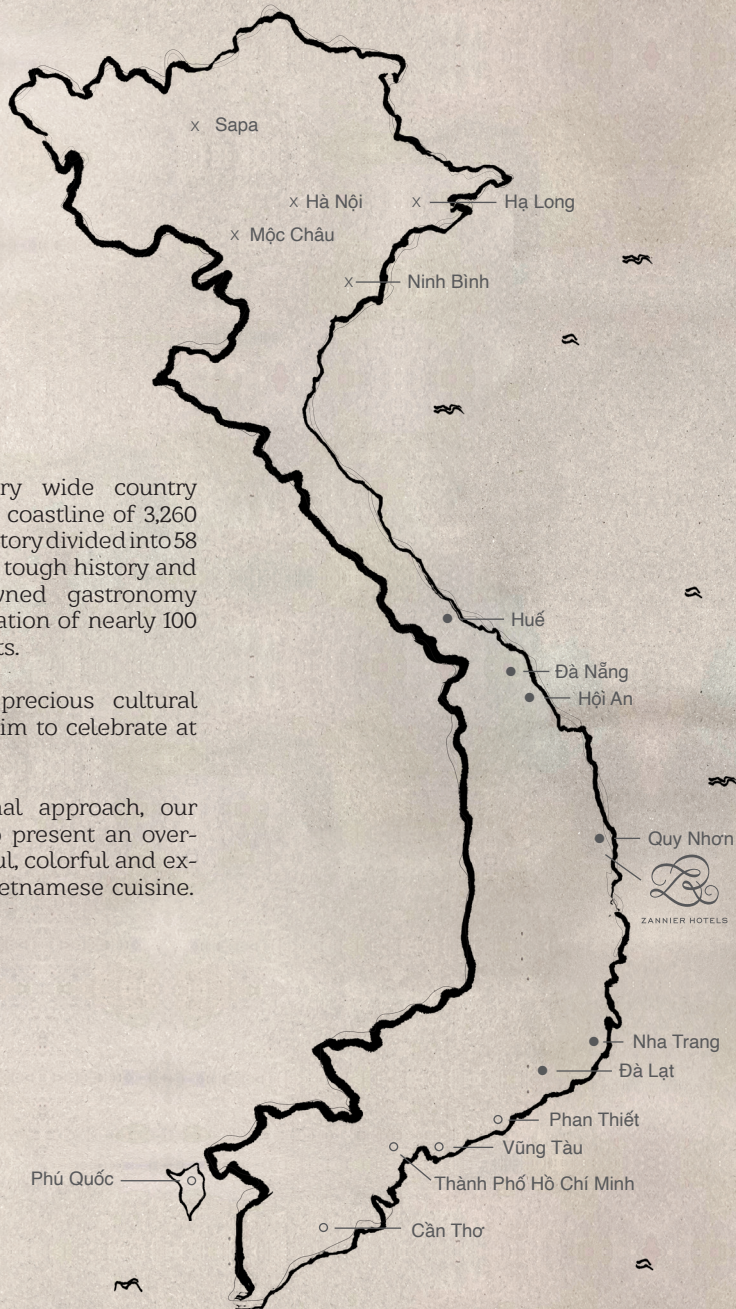 Sapa
Hà Nội
Hạ Long
Mộc Châu
Ninh Bình
ry wide country
coastline of 3,260
tory divided into 58
tough history and
ned gastronomy
ation of nearly 100
ts.
Huế
Đà Nẵng
precious cultural
Hội An
im to celebrate at
al approach, our
present an over-
Quy Nhơn
ul, colorful and ex-
etnamese cuisine.
ZANNIER HOTELS
Nha Trang
Đà Lạt
Phan Thiết
Vũng Tàu
Phú Quốc
Thành Phố Hồ Chí Minh
Cần Thơ